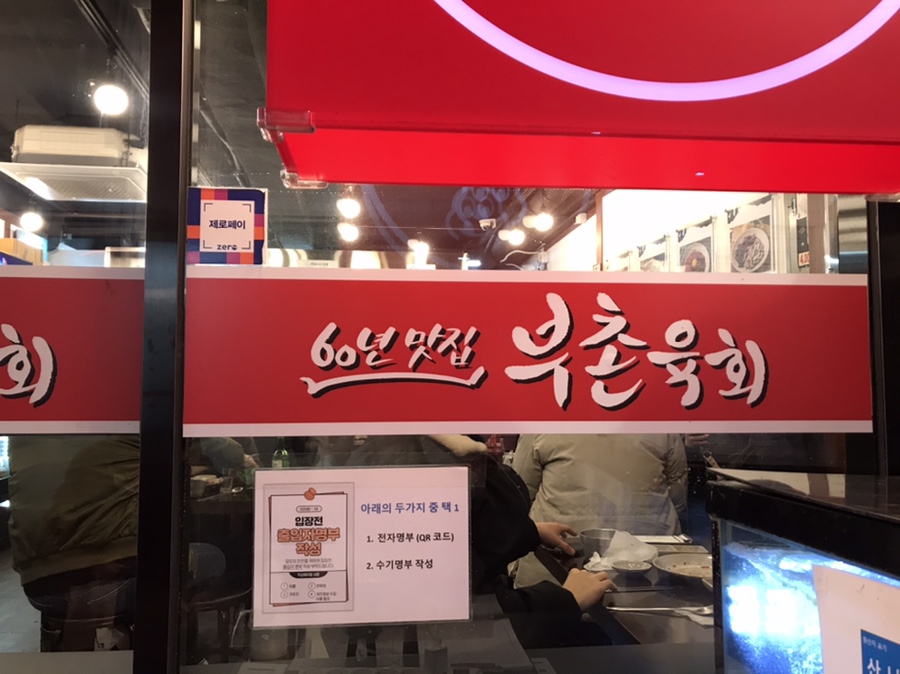 제로페이
zero
회
60년 맛집 부촌육회
입장전
출입자명부
작성
아래의 두가지 중 택 1
1. 전자명부 (QR 코드)
2. 수기명부 작성